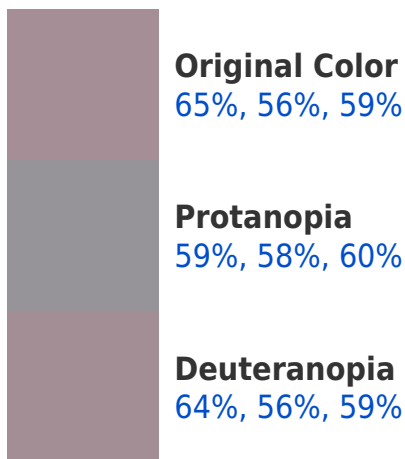 Original Color
65%, 56%, 59%
Protanopia
59%, 58%, 60%
Deuteranopia
64%, 56%, 59%